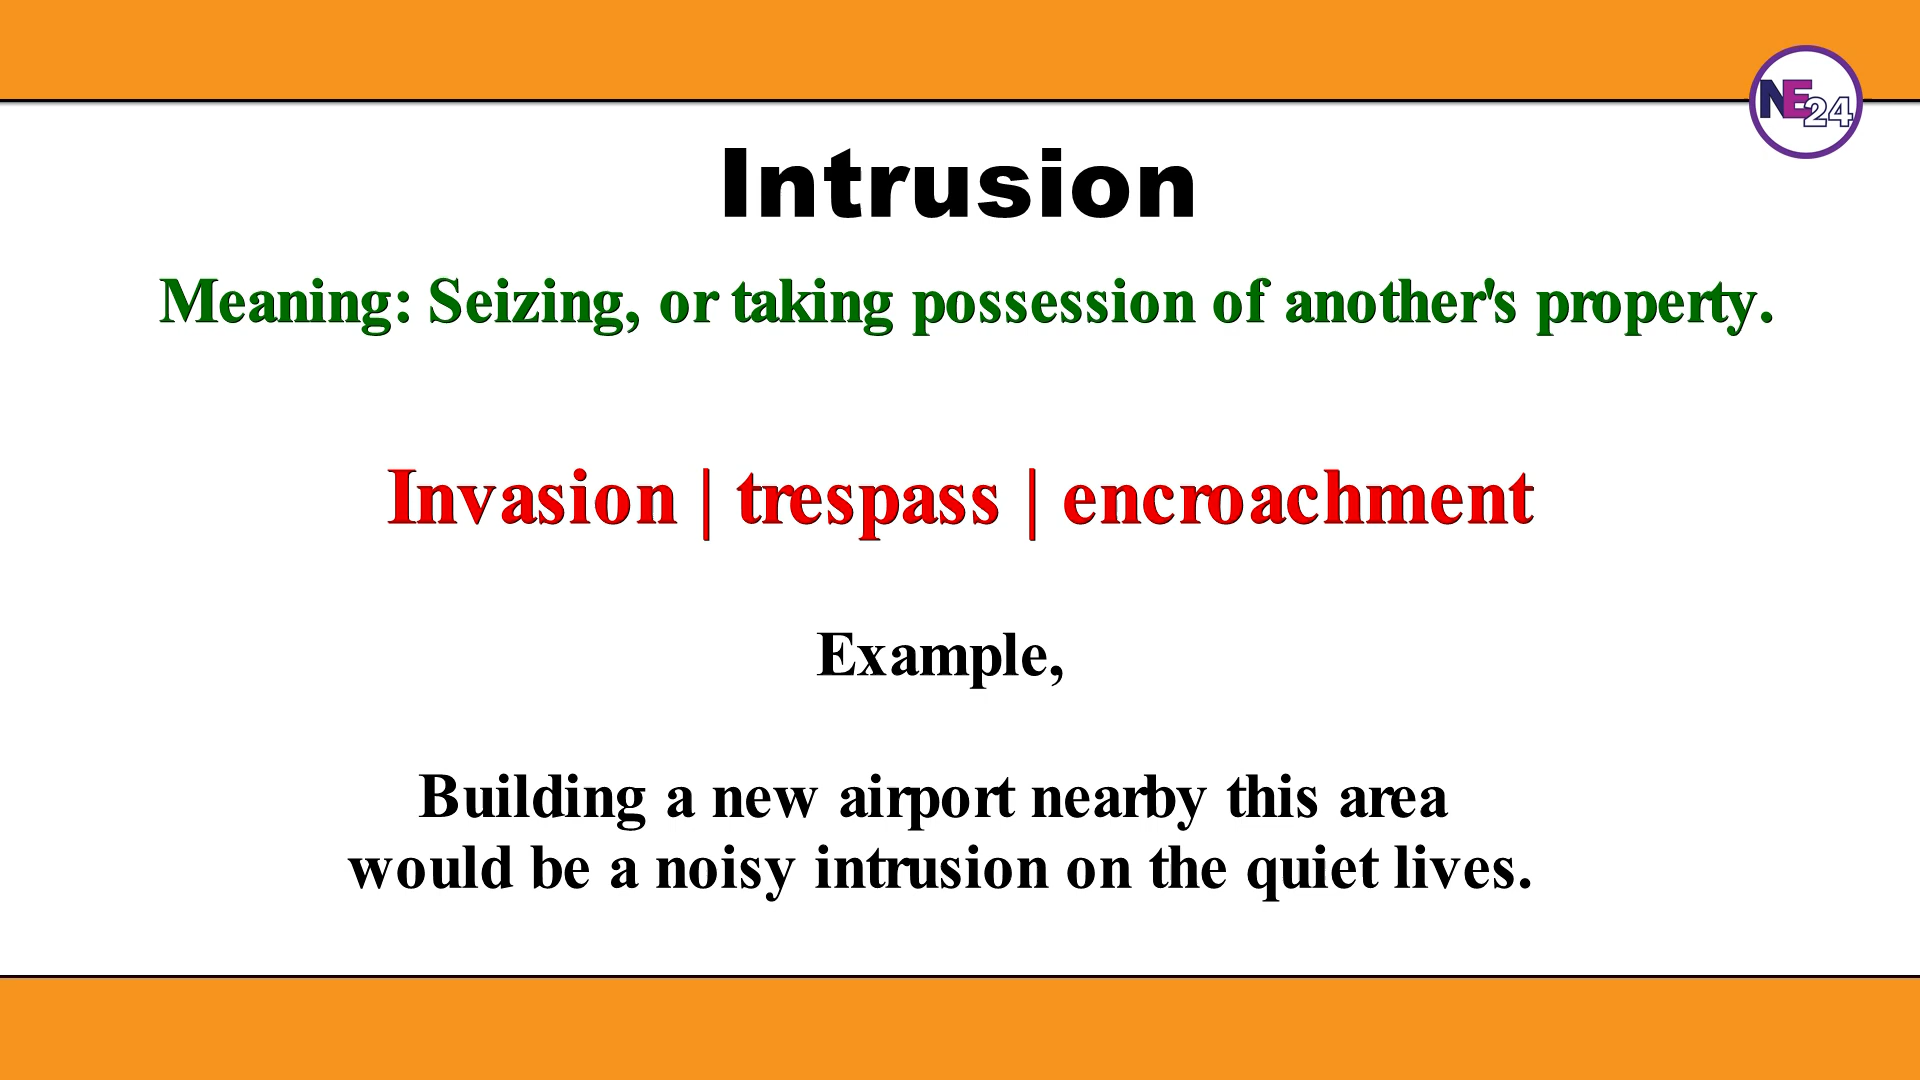 NE24
Intrusion
Meaning: Seizing, or taking possession of another's property.
Invasion | trespass | encroachment
Example,
Building a new airport nearby this area
would be a noisy intrusion on the quiet lives.